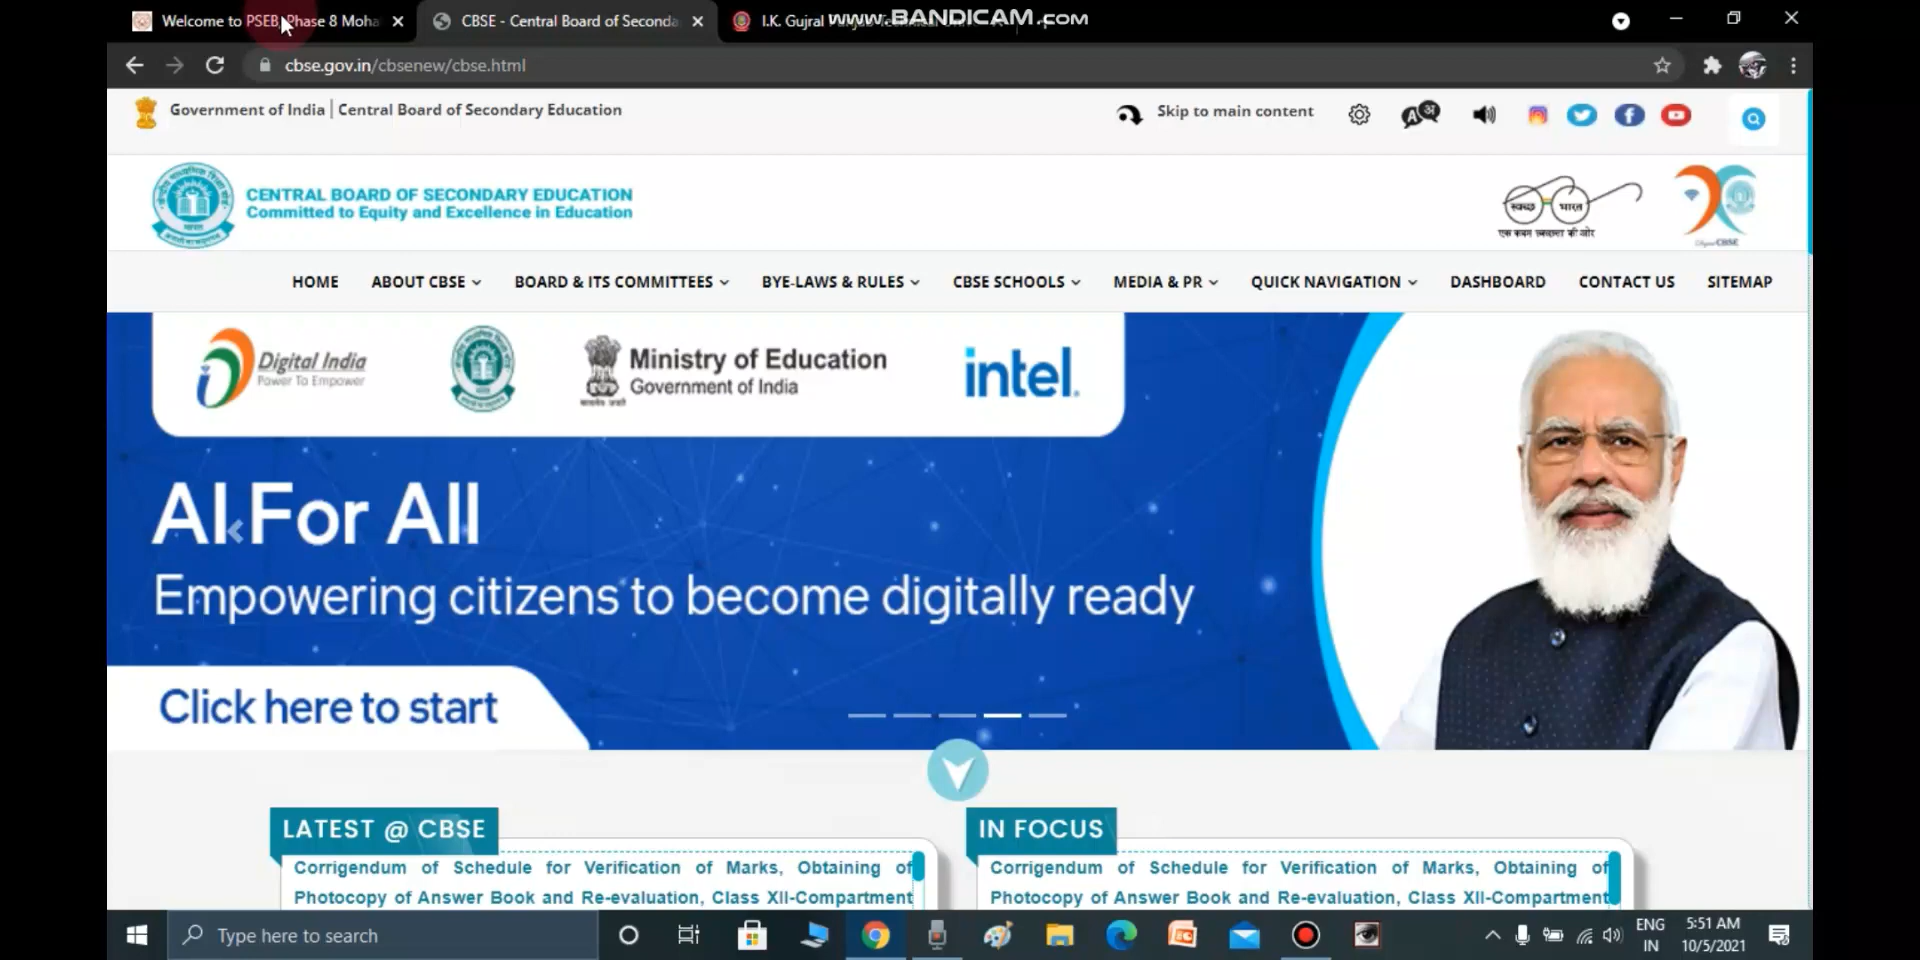 Welcome to PSEB, Phase 8 Moha
CBSE - Central Board of Seconda
I.K. Gujral
www.BANDICAM.com
cbse.gov.in/cbsenew/cbse.html
Government of India | Central Board of Secondary Education
Skip to main content
CENTRAL BOARD OF SECONDARY EDUCATION
Committed to Equity and Excellence in Education
स्वच्छ भारत
एक कदम स्वच्छता की ओर
HOME ABOUT CBSE BOARD & ITS COMMITTEES BYE-LAWS & RULES CBSE SCHOOLS MEDIA & PR QUICK NAVIGATION DASHBOARD CONTACT US SITEMAP
Digital India
Power To Empower
Ministry of Education
Government of India
intel.
AI For All
Empowering citizens to become digitally ready
Click here to start
LATEST @ CBSE
Corrigendum of Schedule for Verification of Marks, Obtaining of
Photocopy of Answer Book and Re-evaluation, Class XII-Compartment
IN FOCUS
Corrigendum of Schedule for Verification of Marks, Obtaining of
Photocopy of Answer Book and Re-evaluation, Class XII-Compartment
Type here to search
ENG
IN
5:51 AM
10/5/2021